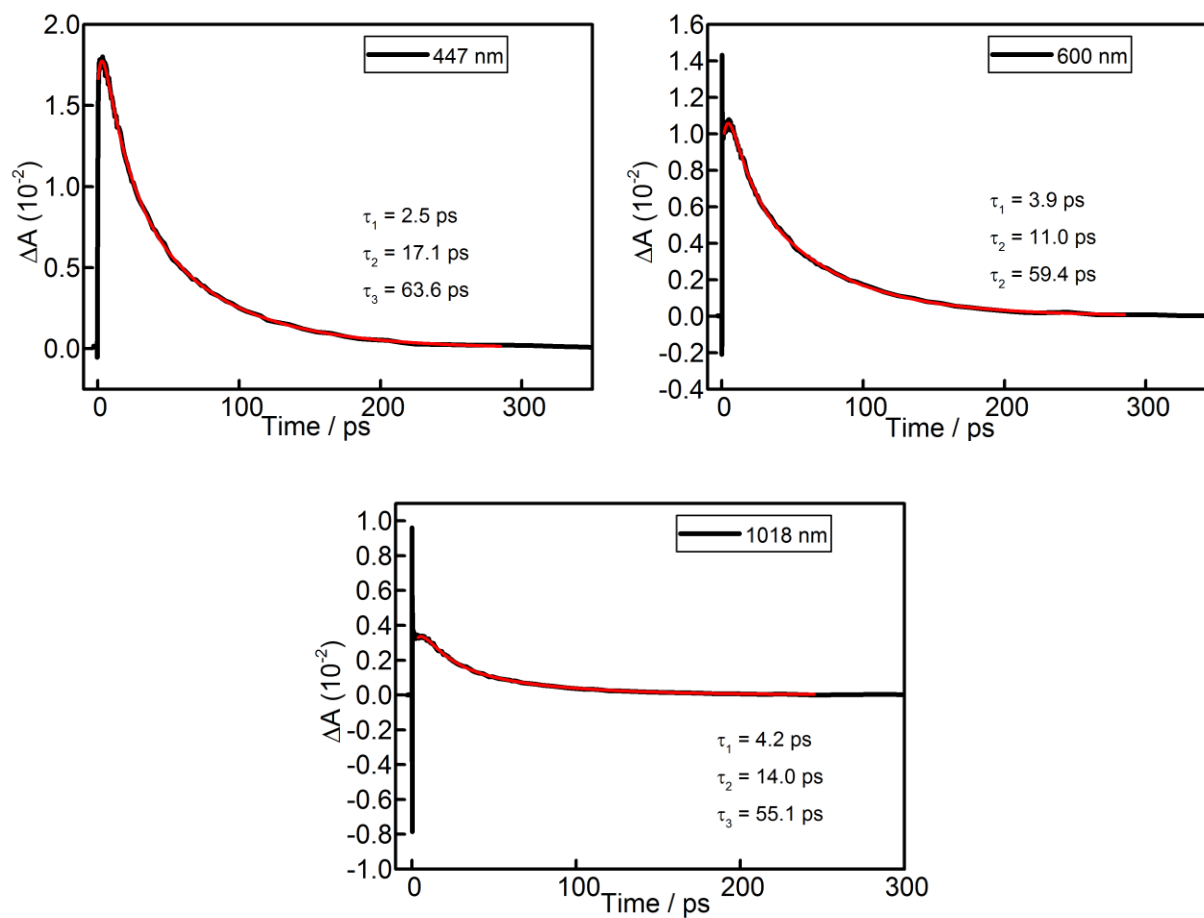 2.0
1.5
1.0
0.5
0.0
ΔA (10⁻²)
447 nm
τ₁ = 2.5 ps
τ₂ = 17.1 ps
τ₃ = 63.6 ps
0 100 200 300
Time / ps
1.6
1.4
1.2
1.0
0.8
0.6
0.4
0.2
0.0
-0.2
-0.4
ΔA (10⁻²)
600 nm
τ₁ = 3.9 ps
τ₂ = 11.0 ps
τ₂ = 59.4 ps
0 100 200 300
Time / ps
1.0
0.8
0.6
0.4
0.2
0.0
-0.2
-0.4
-0.6
-0.8
-1.0
ΔA (10⁻²)
1018 nm
τ₁ = 4.2 ps
τ₂ = 14.0 ps
τ₃ = 55.1 ps
0 100 200 300
Time / ps